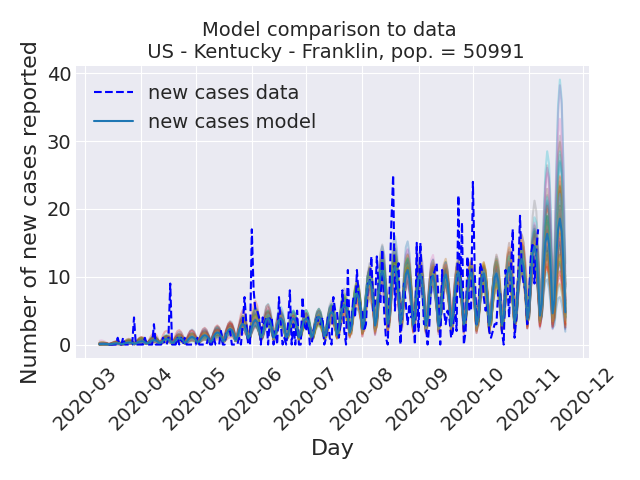 Model comparison to data
US - Kentucky - Franklin, pop. = 50991
Number of new cases reported
40
30
20
10
0
new cases data
new cases model
2020-03
2020-04
2020-05
2020-06
2020-07
2020-08
2020-09
2020-10
2020-11
2020-12
Day